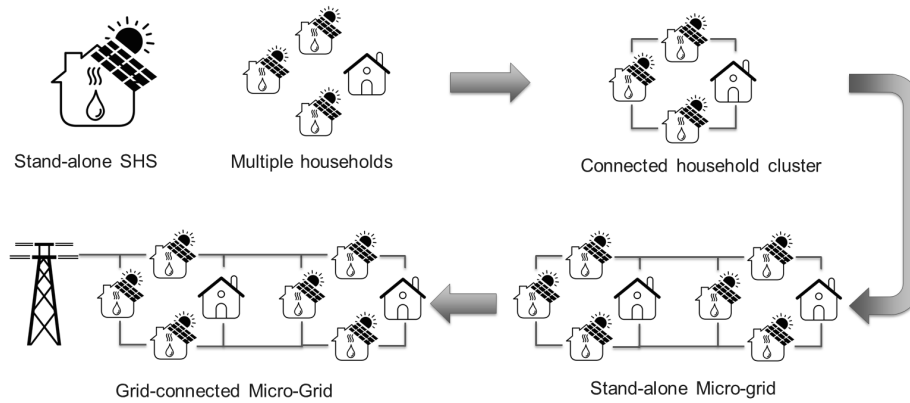 Stand-alone SHS
Multiple households
Connected household cluster
Grid-connected Micro-Grid
Stand-alone Micro-grid